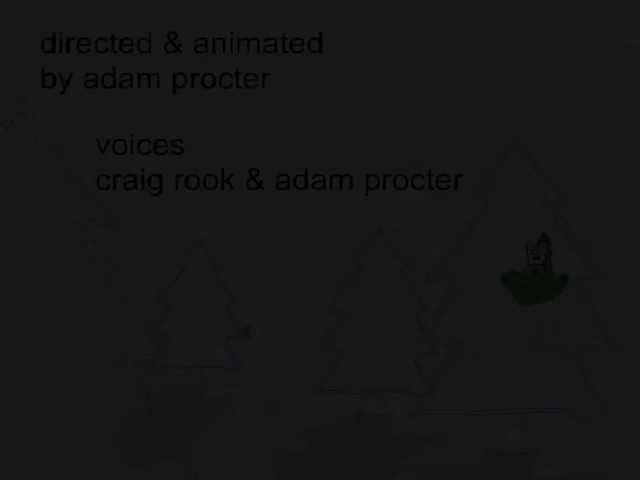 directed & animated
by adam procter
voices
craig rook & adam procter